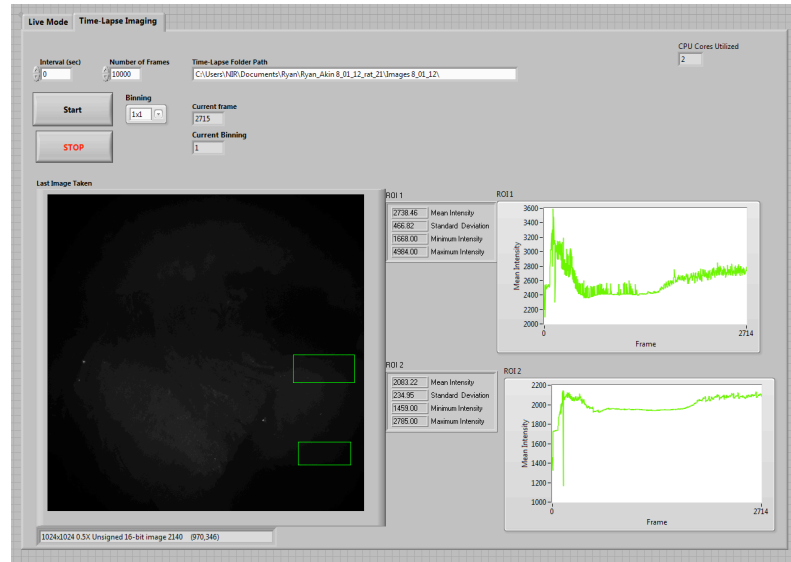 Live Mode
Time-Lapse Imaging
CPU Cores Utilized
2
Interval (sec)
0
Number of Frames
10000
Time-Lapse Folder Path
C:\Users\NIR\Documents\Ryan\Ryan_Akin 8_01_12_rat_21\Images 8_01_12\
Start
STOP
Binning
1x1
Current frame
2715
Current Binning
1
Last Image Taken
1024x1024 0.5X Unsigned 16-bit image 2140 (970,346)
ROI 1
2738.46 Mean Intensity
466.82 Standard Deviation
1668.00 Minimum Intensity
4984.00 Maximum Intensity
ROI 1
Mean Intensity
3600
3400
3200
3000
2800
2600
2400
2200
2000
0
2714
Frame
ROI 2
2083.22 Mean Intensity
234.95 Standard Deviation
1459.00 Minimum Intensity
2785.00 Maximum Intensity
ROI 2
Mean Intensity
2200
2000
1800
1600
1400
1200
1000
0
2714
Frame